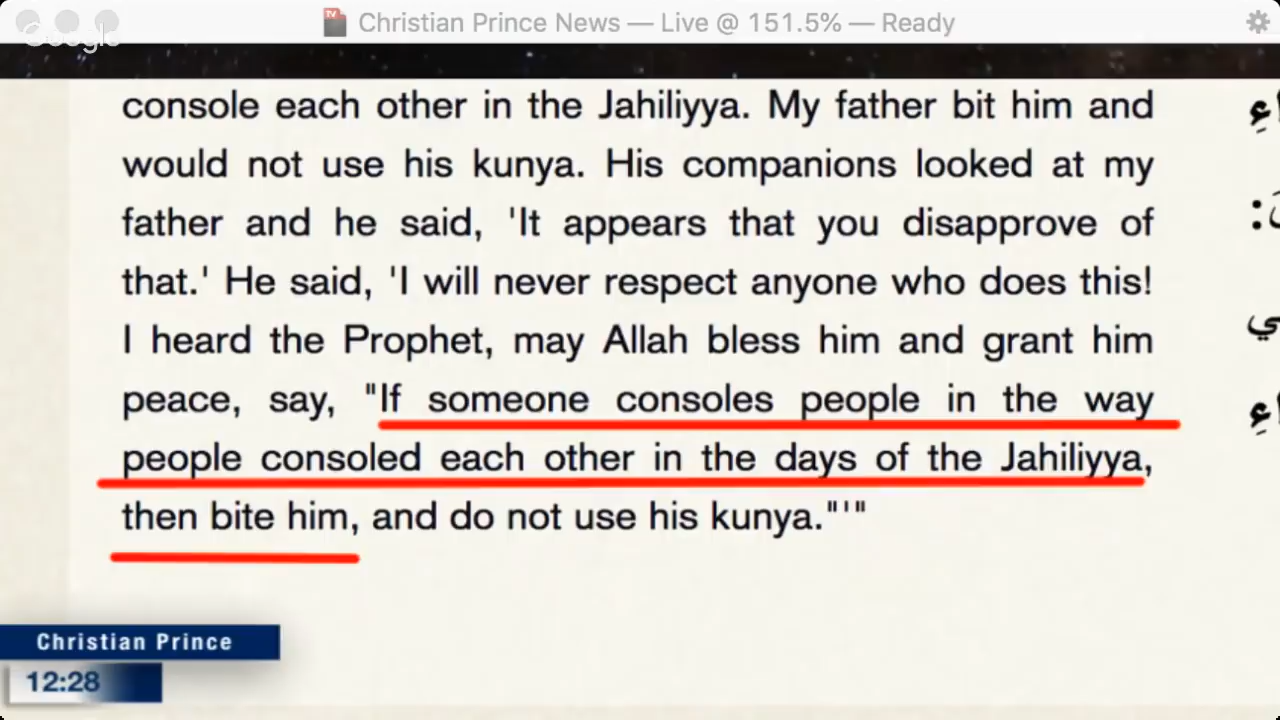 TV
Christian Prince News — Live @ 151.5% — Ready
Google
console each other in the Jahiliyya. My father bit him and
would not use his kunya. His companions looked at my
father and he said, 'It appears that you disapprove of
that.' He said, 'I will never respect anyone who does this!
I heard the Prophet, may Allah bless him and grant him
peace, say, "If someone consoles people in the way
people consoled each other in the days of the Jahiliyya,
then bite him, and do not use his kunya."'"
Christian Prince
12:28